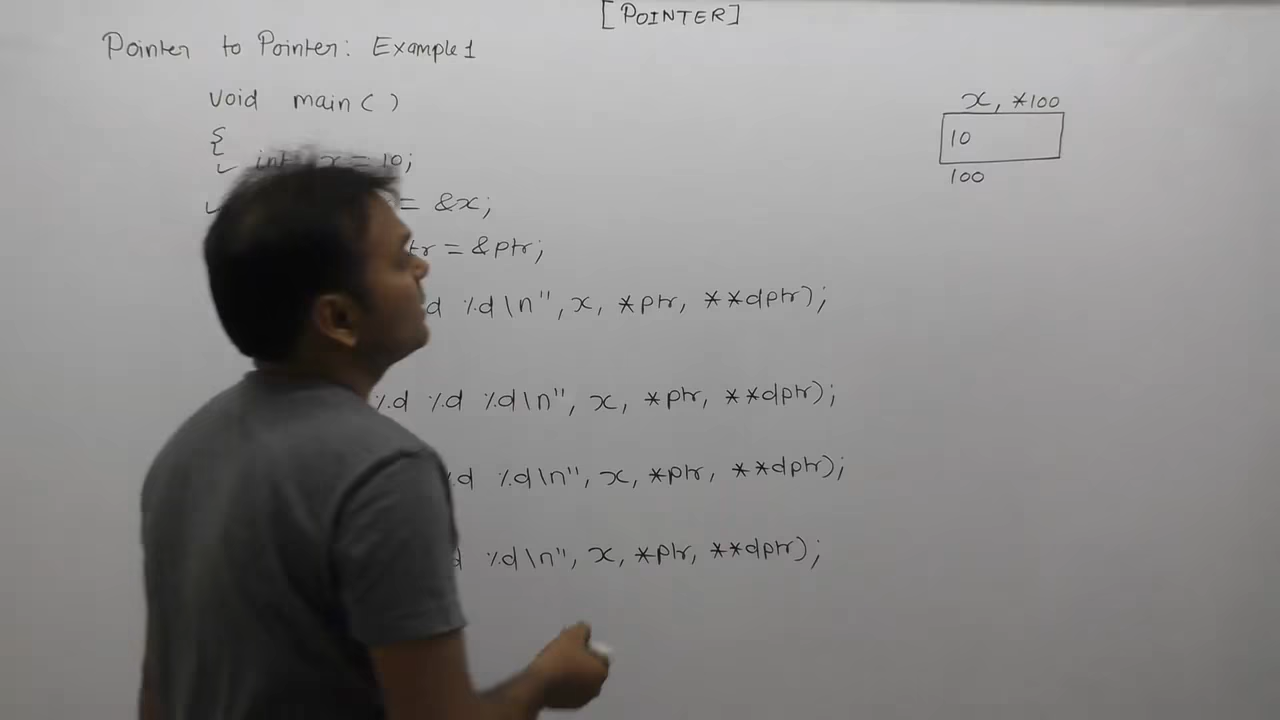 [POINTER]
Pointer to Pointer: Example 1
void main( )
{
int x = 10;
= &x;
tr = &ptr;
d %d\n", x, *ptr, **dptr);
%d %d %d\n", x, *ptr, **dptr);
%d %d\n", x, *ptr, **dptr);
%d\n", x, *ptr, **dptr);
x, *100
10
100